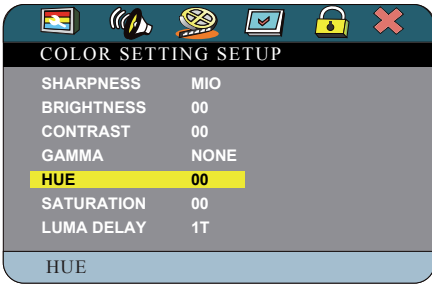 COLOR SETTING SETUP
SHARPNESS MIO
BRIGHTNESS 00
CONTRAST 00
GAMMA NONE
HUE 00
SATURATION 00
LUMA DELAY 1T
HUE